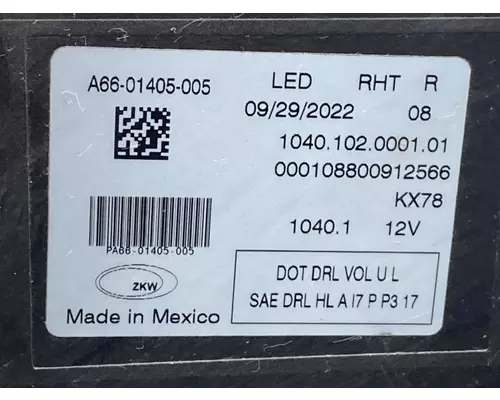 A66-01405-005
LED RHT R
09/29/2022 08
1040.102.0001.01
000108800912566
KX78
1040.1 12V
PA66-01405-005
ZKW
Made in Mexico
DOT DRL VOL U L
SAE DRL HL A I7 P P3 17